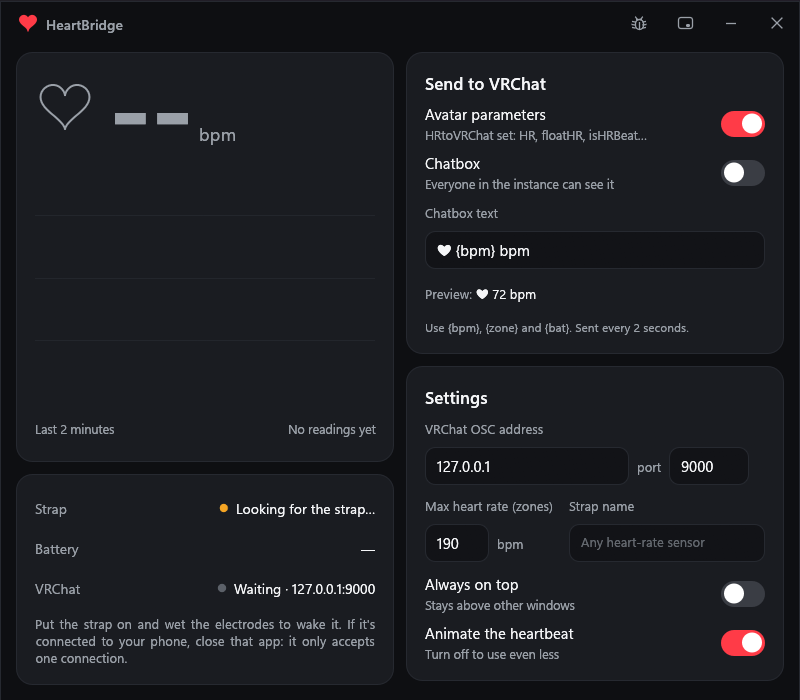 HeartBridge
-- bpm
Last 2 minutes No readings yet
Strap Looking for the strap...
Battery —
VRChat Waiting · 127.0.0.1:9000
Put the strap on and wet the electrodes to wake it. If it's
connected to your phone, close that app: it only accepts
one connection.
Send to VRChat
Avatar parameters
HRtoVRChat set: HR, floatHR, isHRBeat...
Chatbox
Everyone in the instance can see it
Chatbox text
♥ {bpm} bpm
Preview: ♥ 72 bpm
Use {bpm}, {zone} and {bat}. Sent every 2 seconds.
Settings
VRChat OSC address
127.0.0.1 port 9000
Max heart rate (zones) Strap name
190 bpm Any heart-rate sensor
Always on top
Stays above other windows
Animate the heartbeat
Turn off to use even less